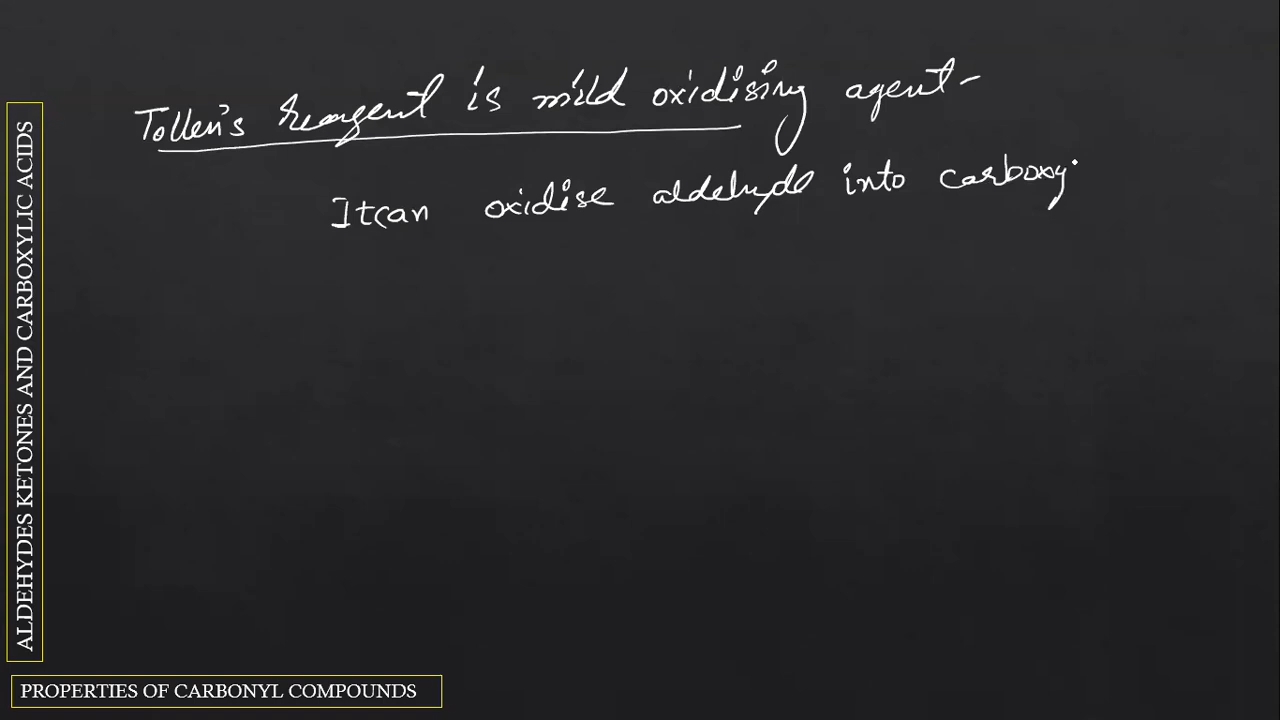 Tollen's Reagent is mild oxidising agent-
It can oxidise aldehyde into carboxy
ALDEHYDES KETONES AND CARBOXYLIC ACIDS
PROPERTIES OF CARBONYL COMPOUNDS